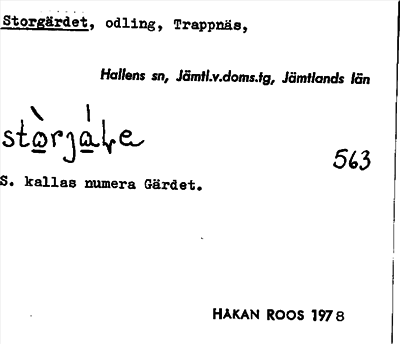 Storgärdet, odling, Trappnäs,
Hallens sn, Jämtl.v.doms.tg, Jämtlands län
563
S. kallas numera Gärdet.
HÅKAN ROOS 1978